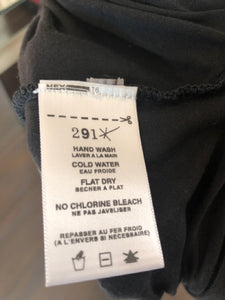 291
HAND WASH
LAVER A LA MAIN
COLD WATER
EAU FROIDE
FLAT DRY
SECHER A PLAT
NO CHLORINE BLEACH
NE PAS JAVELISER
REPASSER AU FER FROID
(A L'ENVERS SI NECESSAIRE)